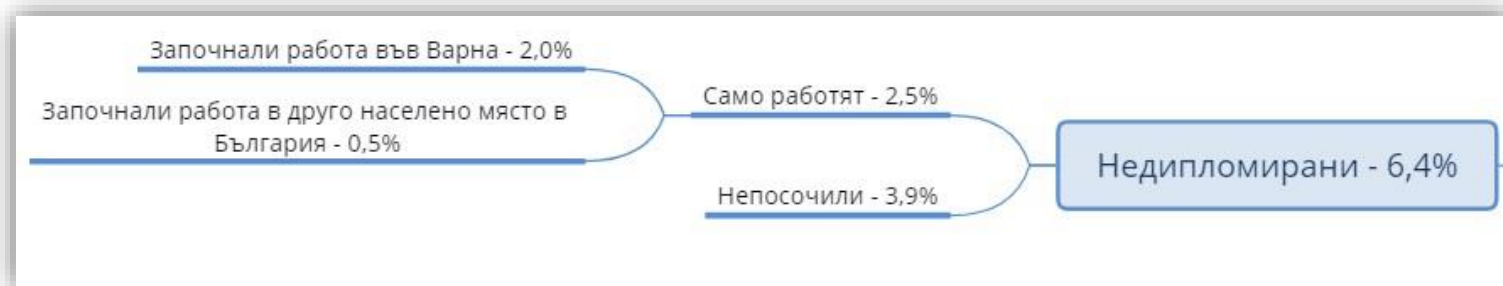 Започнали работа във Варна - 2,0%
Започнали работа в друго населено място в
България - 0,5%
Само работят - 2,5%
Непосочили - 3,9%
Недипломирани - 6,4%